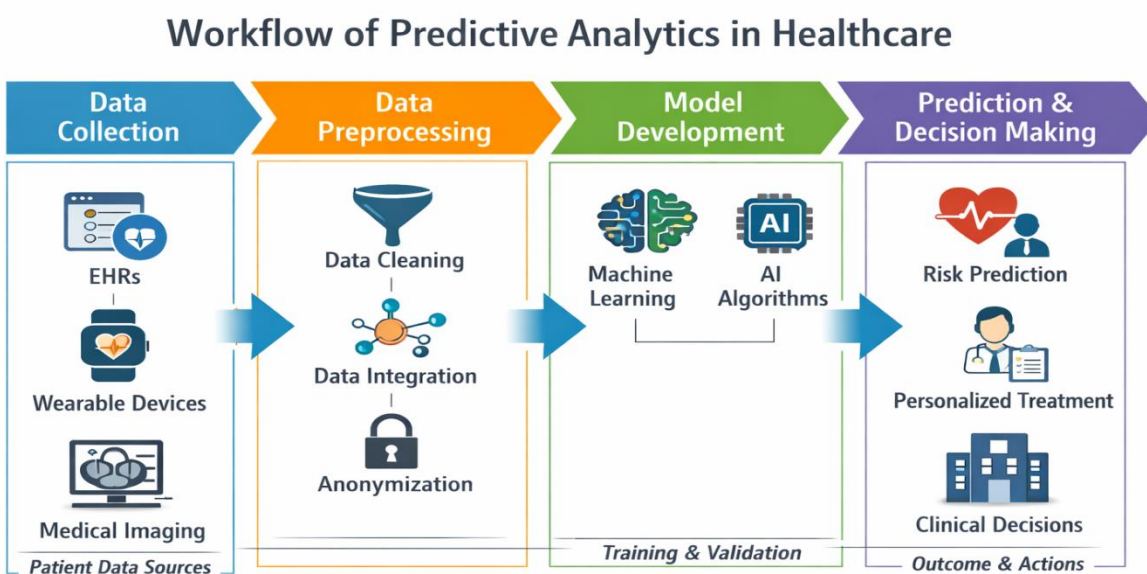 Workflow of Predictive Analytics in Healthcare
Data
Collection
Data
Preprocessing
Model
Development
Prediction &
Decision Making
EHRs
Wearable Devices
Medical Imaging
Patient Data Sources
Data Cleaning
Data Integration
Anonymization
Machine
Learning
AI
AI
Algorithms
Training & Validation
Risk Prediction
Personalized Treatment
Clinical Decisions
Outcome & Actions